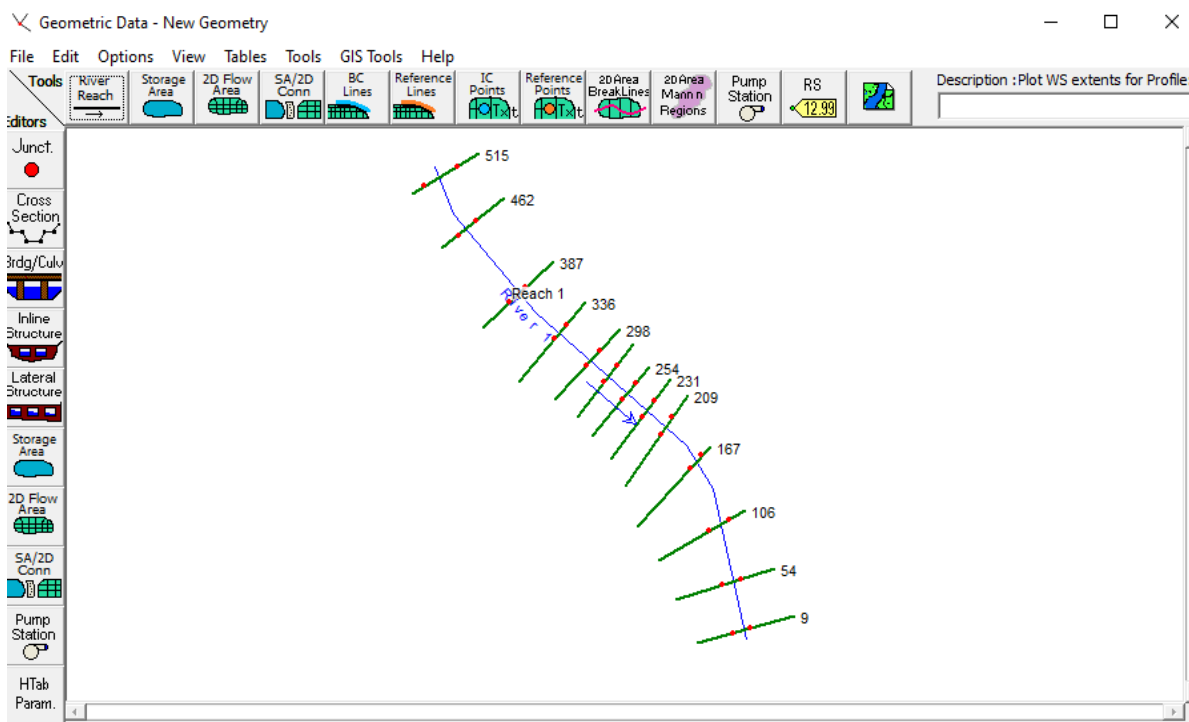 Geometric Data - New Geometry
File Edit Options View Tables Tools GIS Tools Help
Tools
Editors
River Reach
Storage Area
2D Flow Area
SA/2D Conn
BC Lines
Reference Lines
IC Points
Reference Points
2D Area BreakLines
2D Area Mann n Regions
Pump Station
RS
12.99
Description :Plot WS extents for Profile
Junct.
Cross Section
Brdg/Culv
Inline Structure
Lateral Structure
Storage Area
2D Flow Area
SA/2D Conn
Pump Station
HTab Param.
515
462
387
Reach 1
River 1
336
298
254
231
209
167
106
54
9